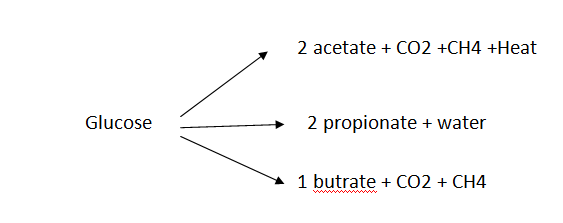 2 acetate + CO2 +CH4 +Heat
Glucose
2 propionate + water
1 butrate + CO2 + CH4